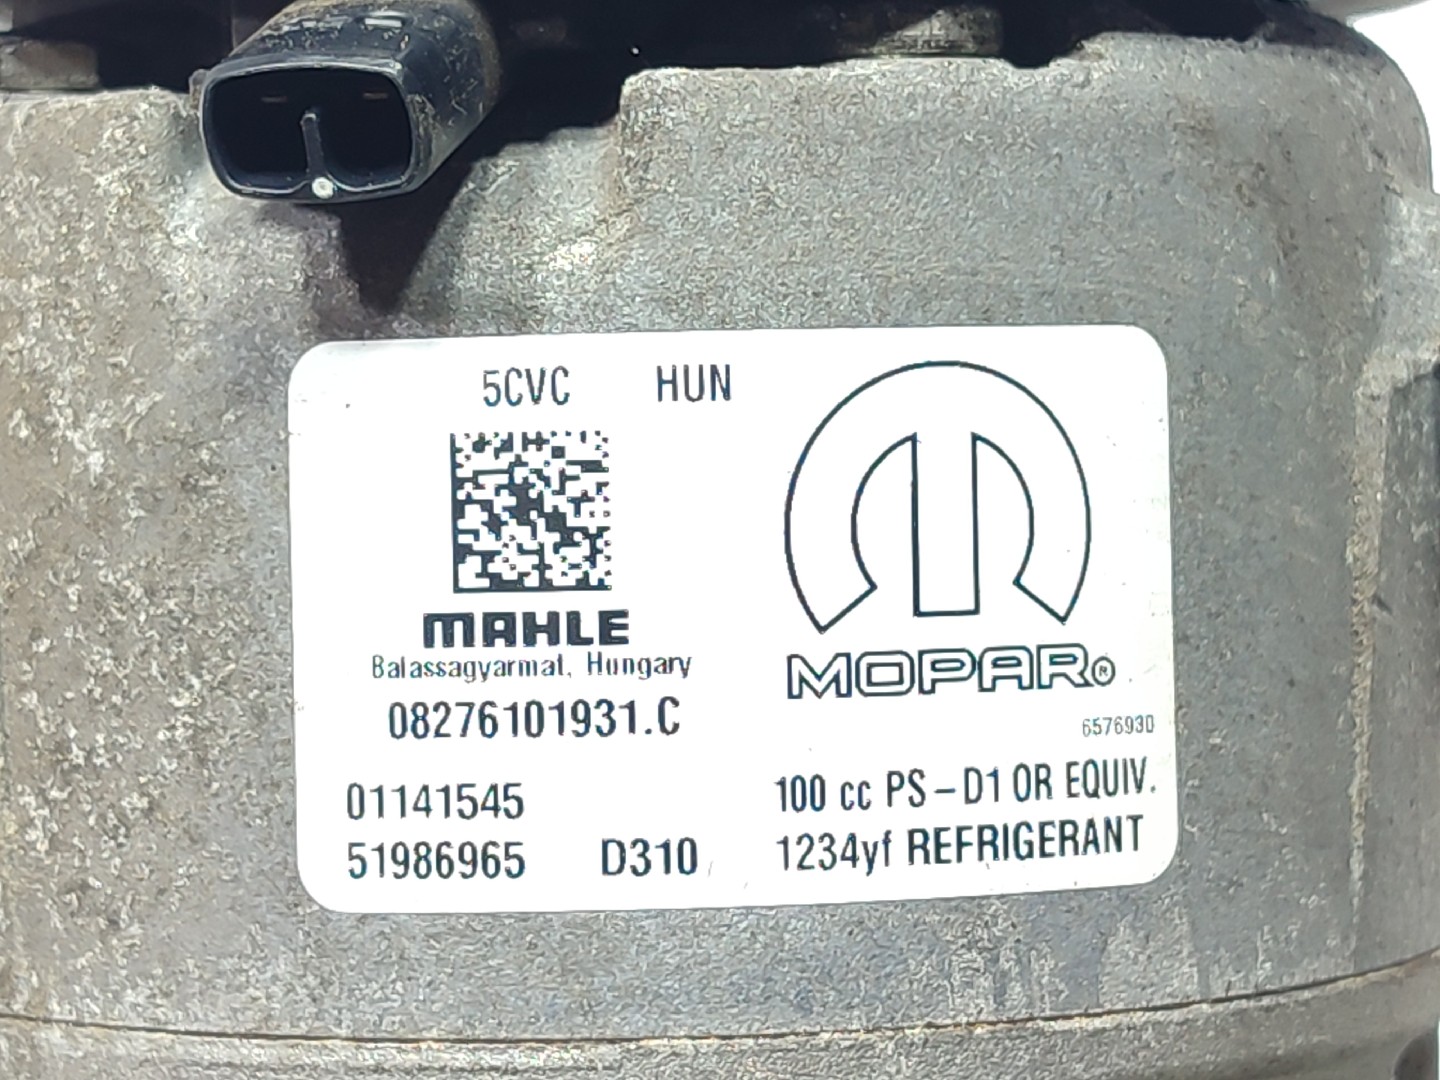 5CVC HUN
MAHLE
Balassagyarmat, Hungary
08276101931.C
01141545
51986965 D310
MOPAR®
6576930
100 cc PS-D1 OR EQUIV.
1234yf REFRIGERANT